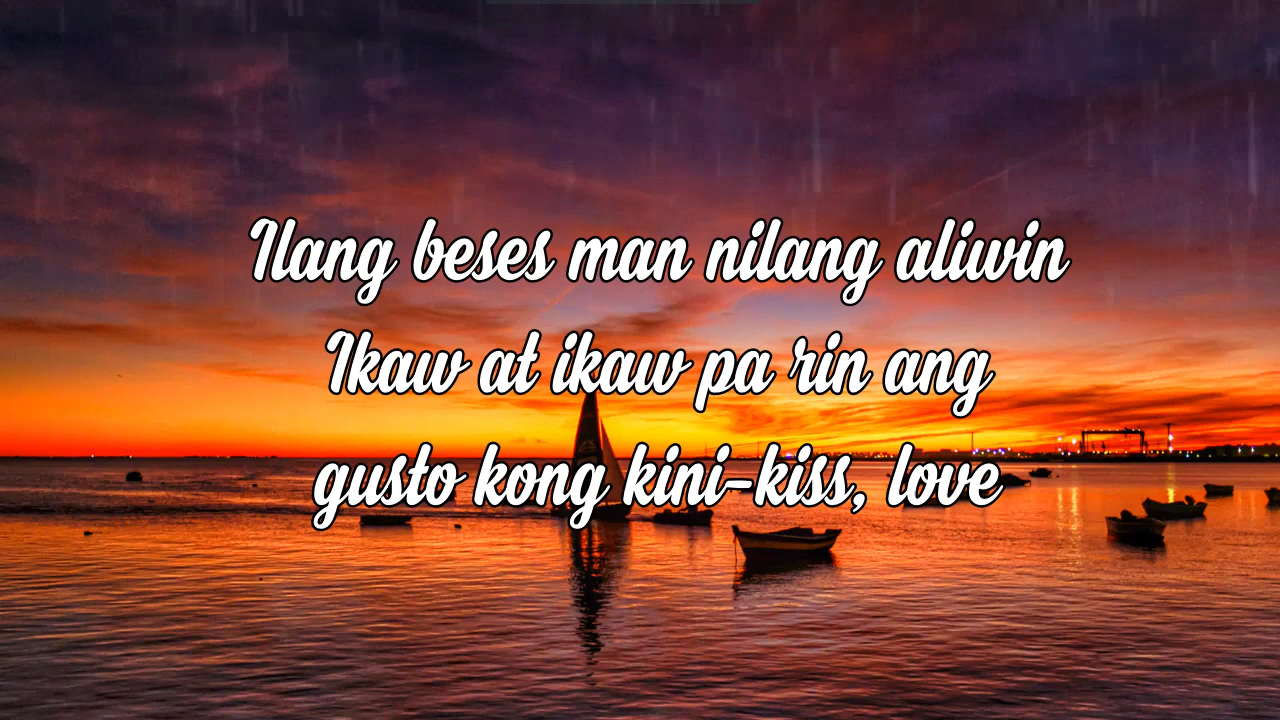 Ilang beses man nilang aliwin
Ikaw at ikaw pa rin ang
gusto kong kini-kiss, love